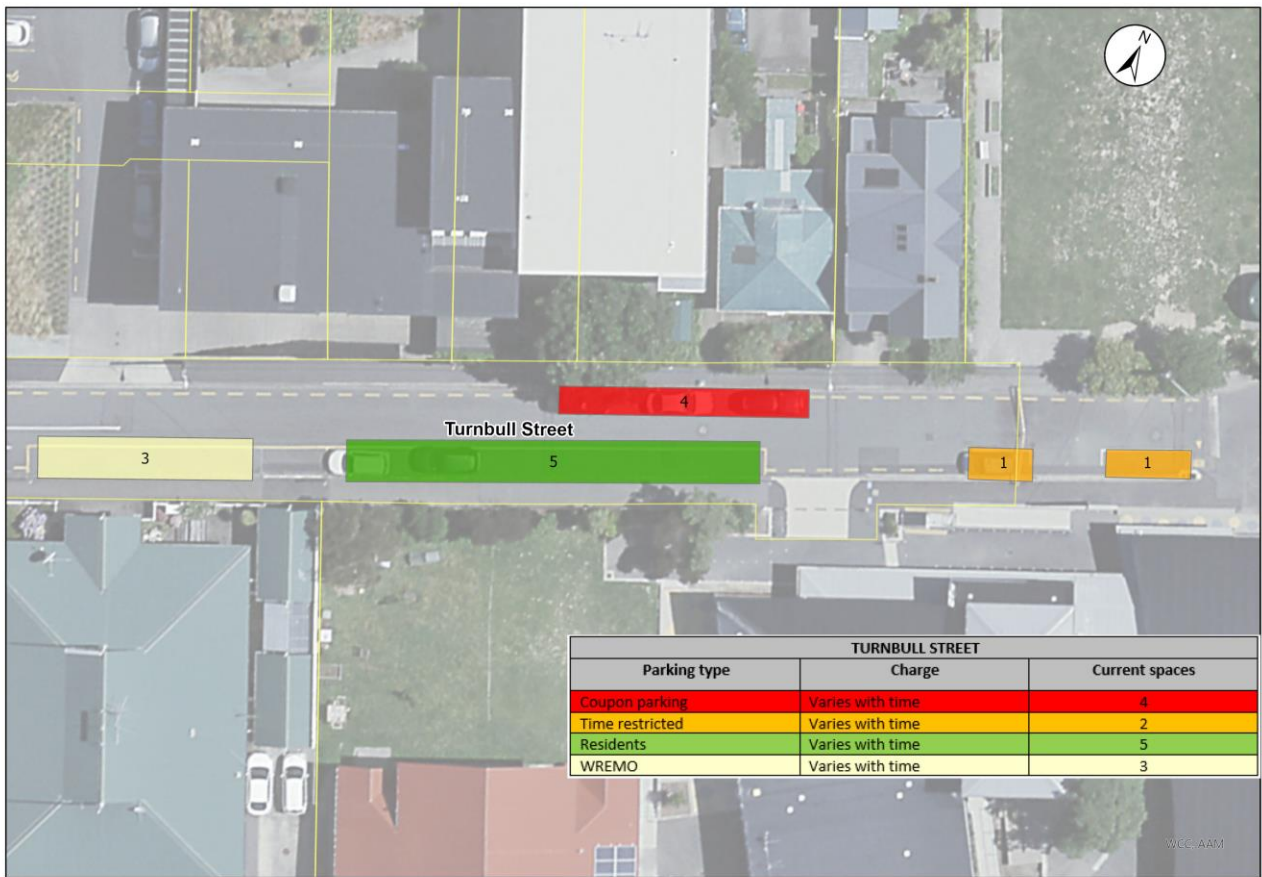 N
4
Turnbull Street
3
5
1
1
TURNBULL STREET
Parking type Charge Current spaces
Coupon parking Varies with time 4
Time restricted Varies with time 2
Residents Varies with time 5
WREMO Varies with time 3
WCC, AAM